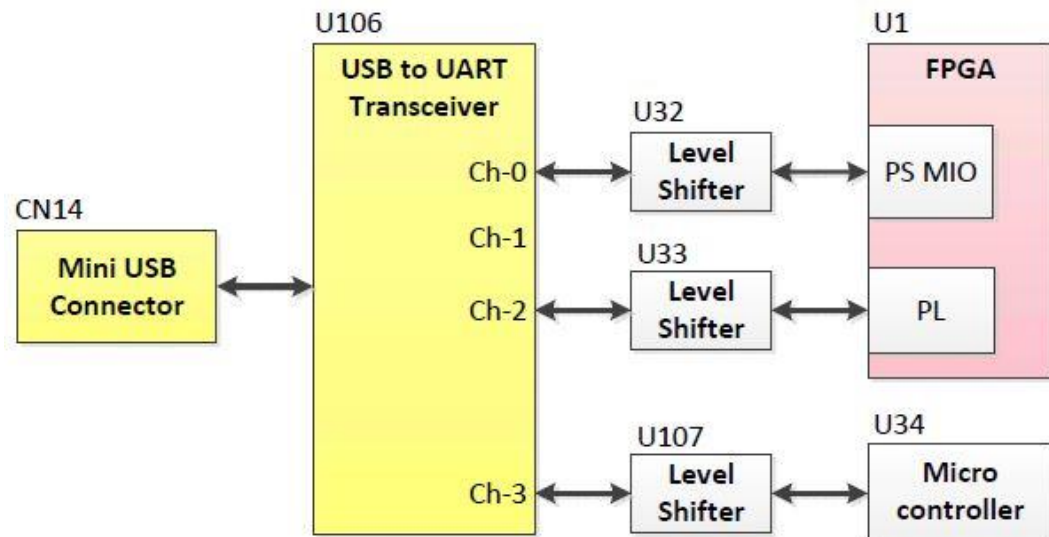 U106
USB to UART
Transceiver
Ch-0
Ch-1
Ch-2
Ch-3
CN14
Mini USB
Connector
U32
Level
Shifter
U33
Level
Shifter
U107
Level
Shifter
U1
FPGA
PS MIO
PL
U34
Micro
controller